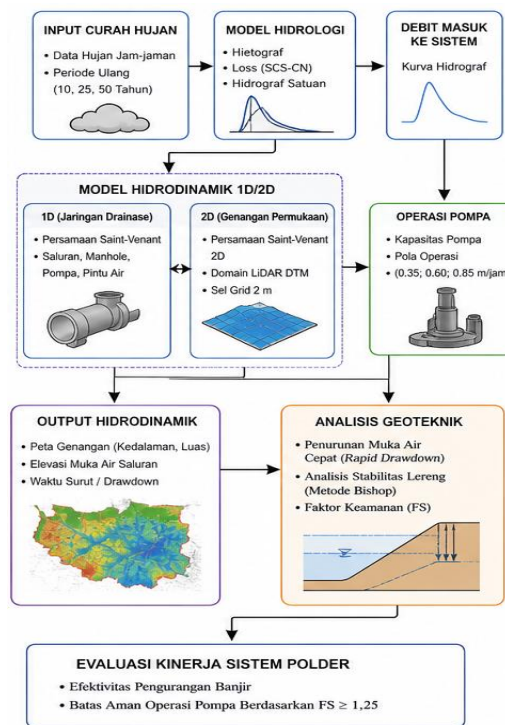 INPUT CURAH HUJAN
• Data Hujan Jam-jaman
• Periode Ulang
(10, 25, 50 Tahun)
MODEL HIDROLOGI
• Hietograf
• Loss (SCS-CN)
• Hidrograf Satuan
DEBIT MASUK
KE SISTEM
Kurva Hidrograf
MODEL HIDRODINAMIK 1D/2D
1D (Jaringan Drainase)
• Persamaan Saint-Venant
• Saluran, Manhole,
Pompa, Pintu Air
2D (Genangan Permukaan)
• Persamaan Saint-Venant
2D
• Domain LiDAR DTM
• Sel Grid 2 m
OPERASI POMPA
• Kapasitas Pompa
• Pola Operasi
• (0.35; 0.60; 0.85 m/jam)
OUTPUT HIDRODINAMIK
• Peta Genangan (Kedalaman, Luas)
• Elevasi Muka Air Saluran
• Waktu Surut / Drawdown
ANALISIS GEOTEKNIK
• Penurunan Muka Air
Cepat (Rapid Drawdown)
• Analisis Stabilitas Lereng
(Metode Bishop)
• Faktor Keamanan (FS)
EVALUASI KINERJA SISTEM POLDER
• Efektivitas Pengurangan Banjir
• Batas Aman Operasi Pompa Berdasarkan FS ≥ 1,25